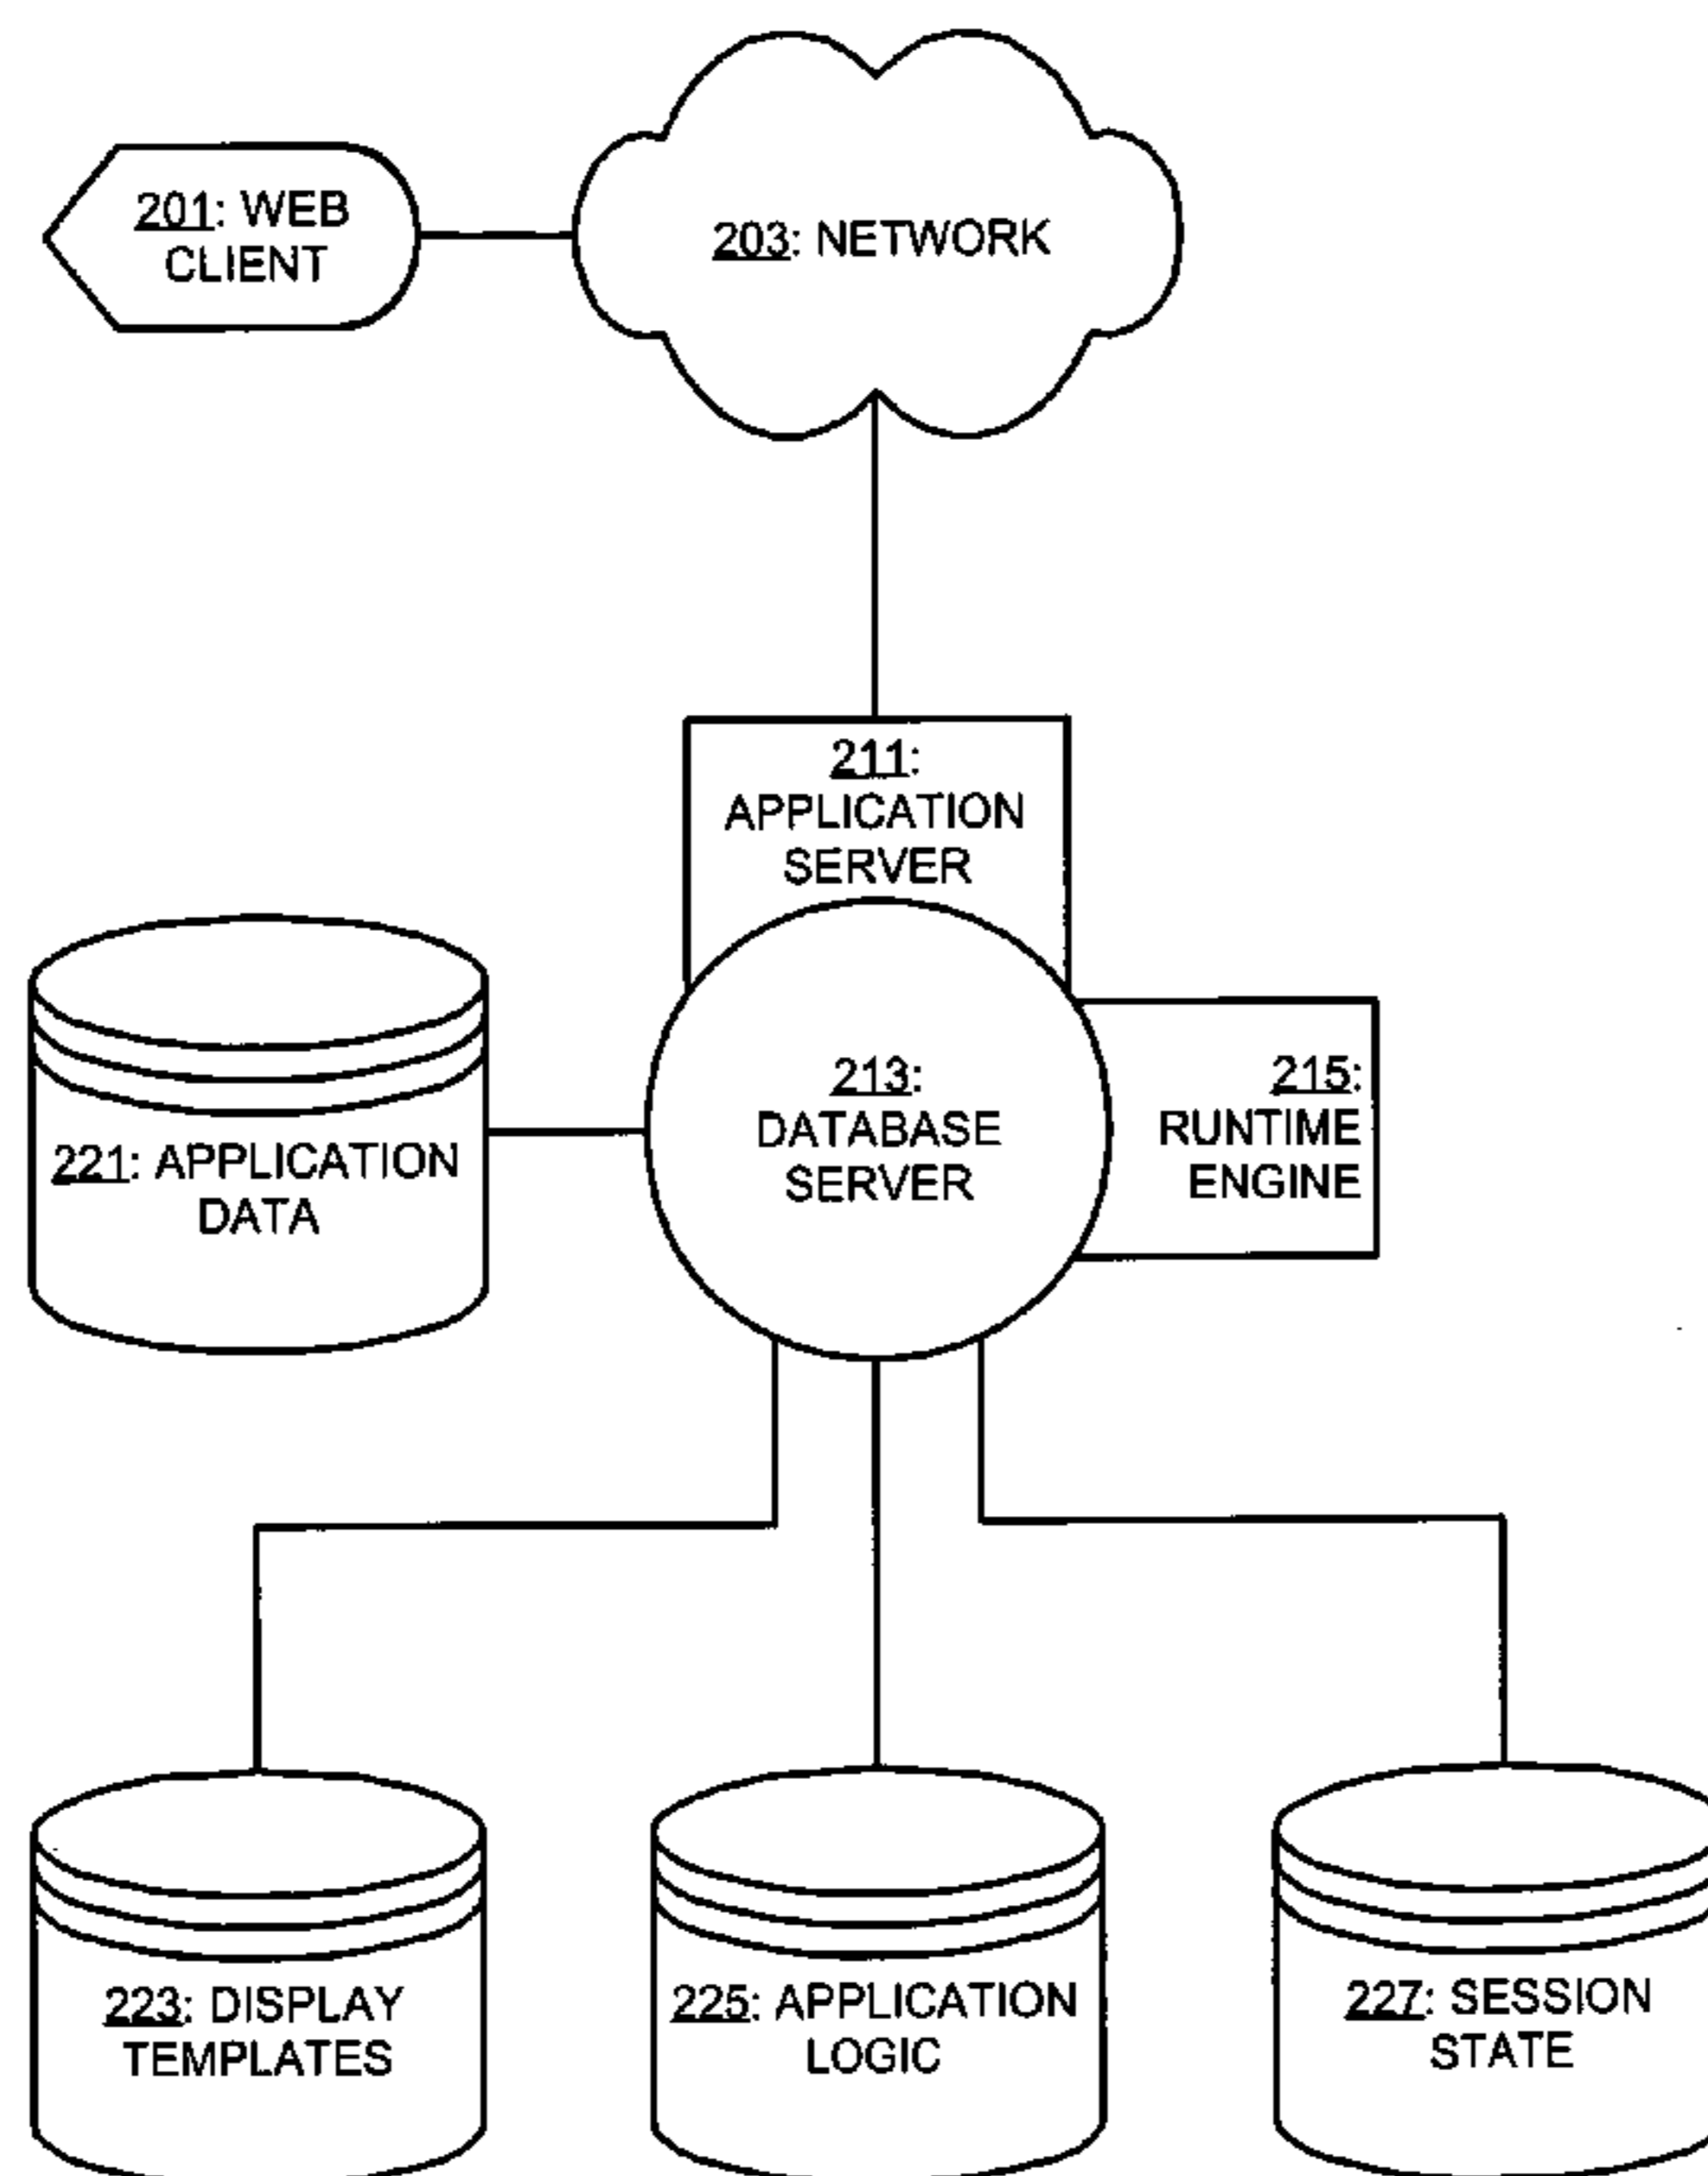 201: WEB
CLIENT
203: NETWORK
211:
APPLICATION
SERVER
213:
DATABASE
SERVER
215:
RUNTIME
ENGINE
221: APPLICATION
DATA
223: DISPLAY
TEMPLATES
225: APPLICATION
LOGIC
227: SESSION
STATE